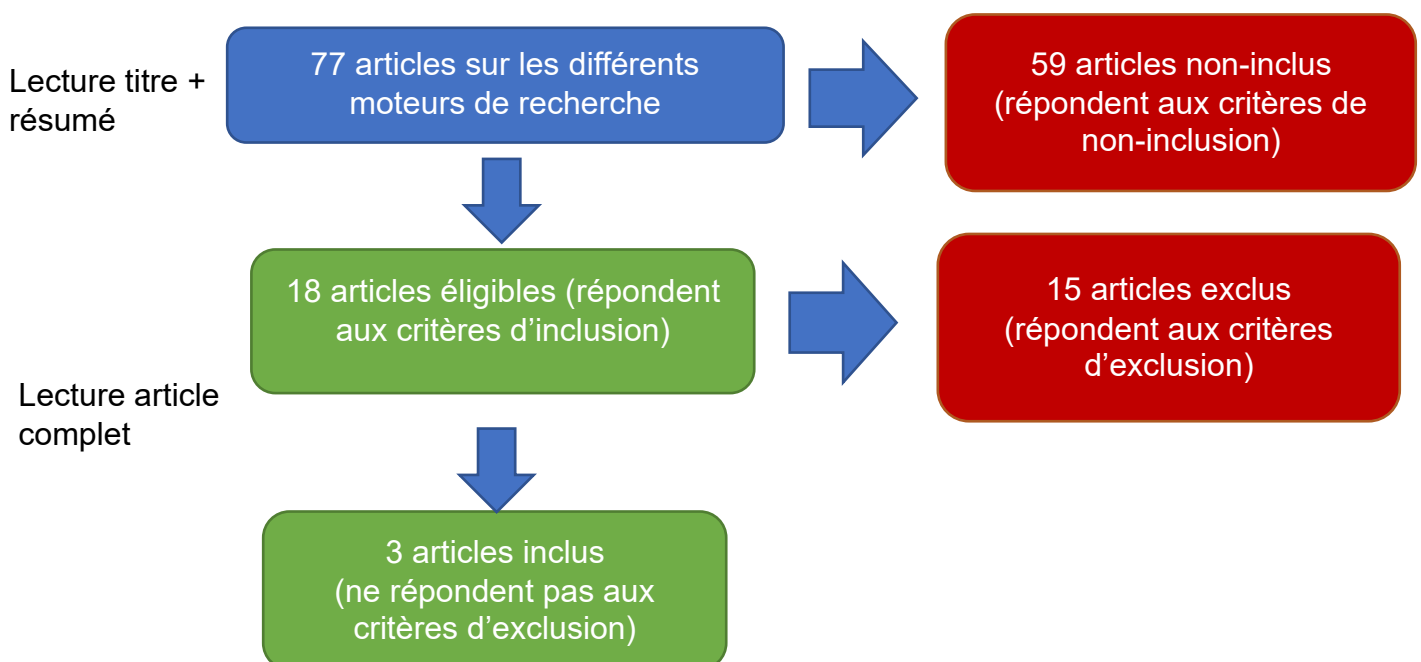 Lecture titre +
résumé
77 articles sur les différents
moteurs de recherche
59 articles non-inclus
(répondent aux critères de
non-inclusion)
18 articles éligibles (répondent
aux critères d’inclusion)
15 articles exclus
(répondent aux critères
d’exclusion)
Lecture article
complet
3 articles inclus
(ne répondent pas aux
critères d’exclusion)